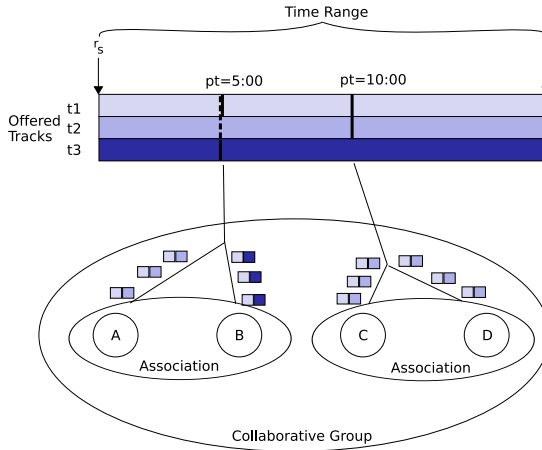 Time Range
r_s
pt=5:00
pt=10:00
Offered
Tracks
t1
t2
t3
A
B
C
D
Association
Association
Collaborative Group